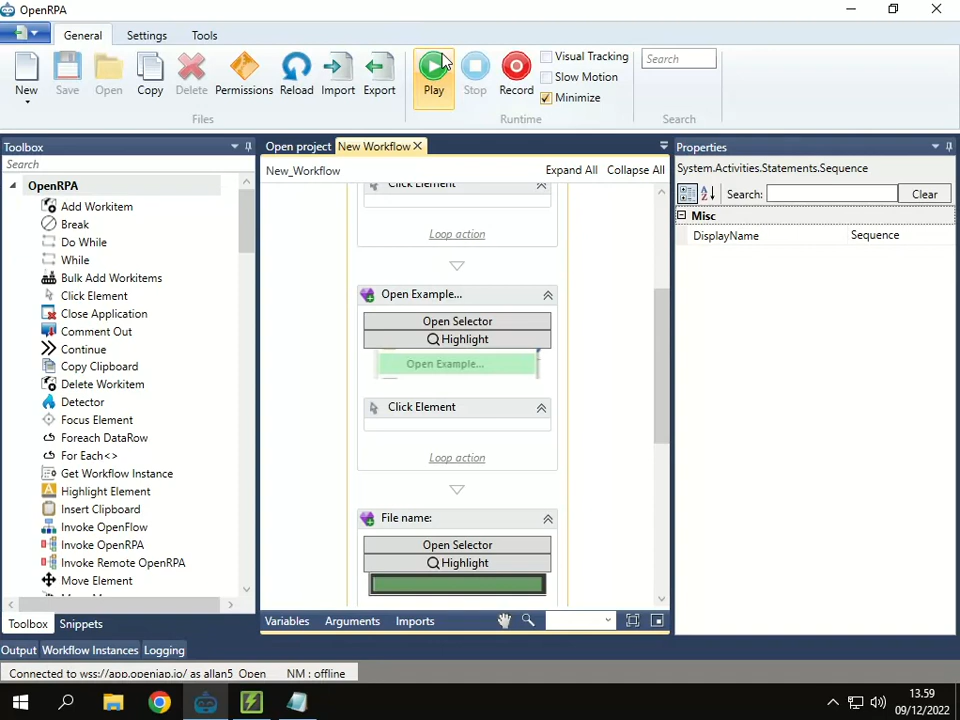 OpenRPA
General
Settings
Tools
New
Save
Open
Copy
Delete
Permissions
Reload
Import
Export
Files
Play
Stop
Record
Visual Tracking
Slow Motion
Minimize
Runtime
Search
Search
Toolbox
Search
OpenRPA
Add Workitem
Break
Do While
While
Bulk Add Workitems
Click Element
Close Application
Comment Out
Continue
Copy Clipboard
Delete Workitem
Detector
Focus Element
Foreach DataRow
For Each<>
Get Workflow Instance
Highlight Element
Insert Clipboard
Invoke OpenFlow
Invoke OpenRPA
Invoke Remote OpenRPA
Move Element
Toolbox
Snippets
Open project
New Workflow
New_Workflow
Expand All
Collapse All
Click Element
Loop action
Open Example...
Open Selector
Highlight
Open Example...
Click Element
Loop action
File name:
Open Selector
Highlight
Variables
Arguments
Imports
Properties
System.Activities.Statements.Sequence
Search:
Clear
Misc
DisplayName
Sequence
Output
Workflow Instances
Logging
Connected to wss://app.openiap.io/ as allan5 Open
NM : offline
13.59
09/12/2022